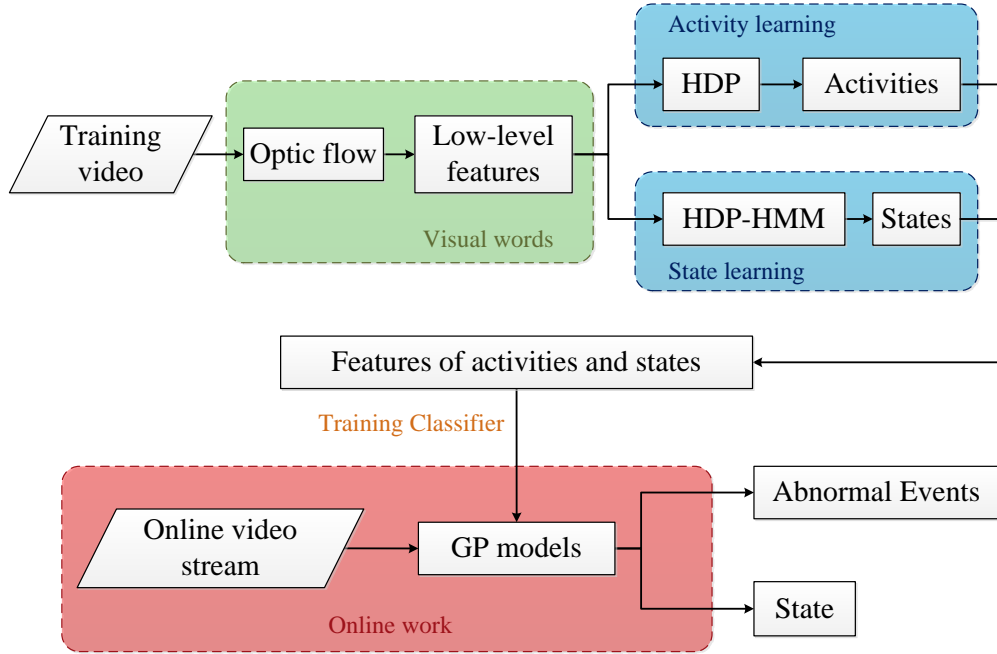 Activity learning
HDP
Activities
Training
video
Optic flow
Low-level
features
Visual words
HDP-HMM
States
State learning
Features of activities and states
Training Classifier
Online video
stream
GP models
Online work
Abnormal Events
State